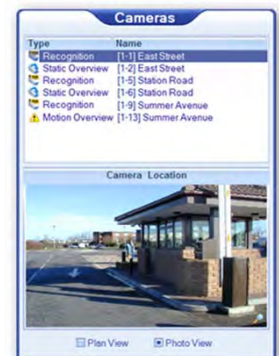 Cameras
Type Name
Recognition [1-1] East Street
Static Overview [1-2] East Street
Recognition [1-5] Station Road
Static Overview [1-6] Station Road
Recognition [1-9] Summer Avenue
Motion Overview [1-13] Summer Avenue
Camera Location
Plan View Photo View